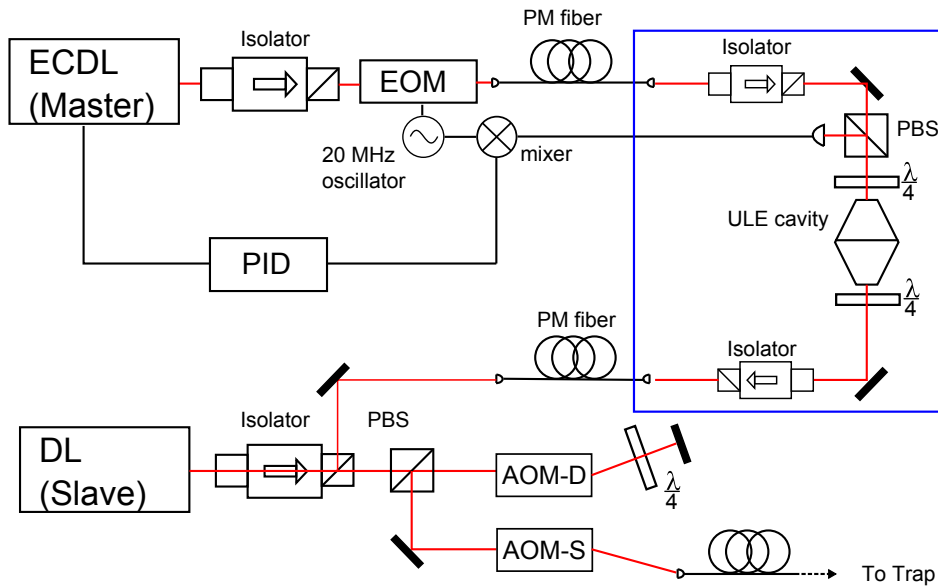 PM fiber
Isolator
Isolator
ECDL
(Master)
EOM
PBS
20 MHz
oscillator
mixer
λ/4
ULE cavity
PID
λ/4
PM fiber
Isolator
Isolator
PBS
DL
(Slave)
AOM-D
λ/4
AOM-S
To Trap